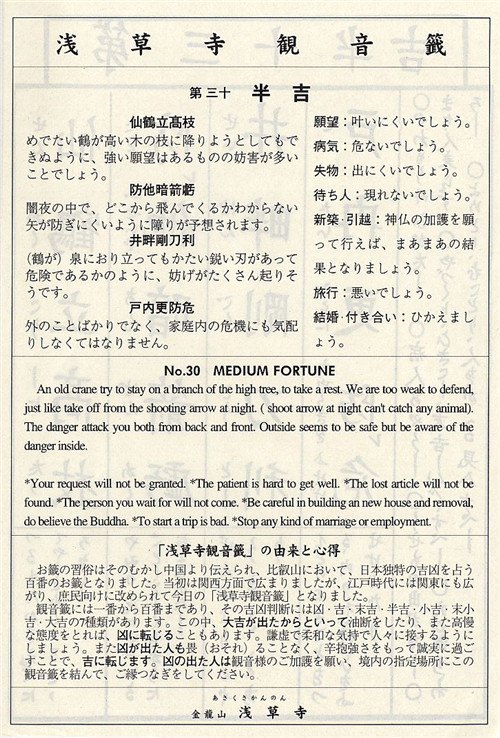 浅草寺観音籤
第三十 半吉
仙鶴立髙枝
めでたい鶴が高い木の枝に降りようとしてもで
きぬように、強い願望はあるものの妨害が多い
ことでしょう。
防他暗箭虧
闇夜の中で、どこから飛んでくるかわからない
矢が防ぎにくいように障りが予想されます。
井畔剛刀利
(鶴が）泉におり立ってもかたい鋭い刃があって
危険であるかのように、妨げがたくさん起りそ
うです。
戸内更防危
外のことばかりでなく、家庭内の危機にも気配
りしなくてはなりません。
願望：叶いにくいでしょう。
病気：危ないでしょう。
失物：出にくいでしょう。
待ち人：現れないでしょう。
新築・引越：神仏の加護を願
って行えば、まあまあの結
果となりましょう。
旅行：悪いでしょう。
結婚・付き合い：ひかえましょ
う。
No.30 MEDIUM FORTUNE
An old crane try to stay on a branch of the high tree, to take a rest. We are too weak to defend,
just like take off from the shooting arrow at night. ( shoot arrow at night can't catch any animal).
The danger attack you both from back and front. Outside seems to be safe but be aware of the
danger inside.
*Your request will not be granted. *The patient is hard to get well. *The lost article will not be
found. *The person you wait for will not come. *Be careful in building an new house and removal,
do believe the Buddha. *To start a trip is bad. *Stop any kind of marriage or employment.
「浅草寺観音籤」の由来と心得
お籤の習俗はそのむかし中国より伝えられ、比叡山において、日本独特の吉凶を占う
百番のお籤となりました。当初は関西方面で広まりましたが、江戸時代には関東にも広
がり、庶民向けに改められて今日の「浅草寺観音籤」となりました。
観音籤には一番から百番まであり、その吉凶判断には凶・吉・末吉・半吉・小吉・末小
吉・大吉の7種類があります。この中、大吉が出たからといって油断をしたり、また高慢
な態度をとれば、凶に転じることもあります。謙虚で柔和な気持で人々に接するように
しましょう。また凶が出た人も畏（おそれ）ることなく、辛抱強さをもって誠実に過ご
すことで、吉に転じます。凶の出た人は観音様のご加護を願い、境内の指定場所にこの
観音籤を結んで、ご縁つなぎをしてください。
あさくさかんのん
金龍山 浅草寺